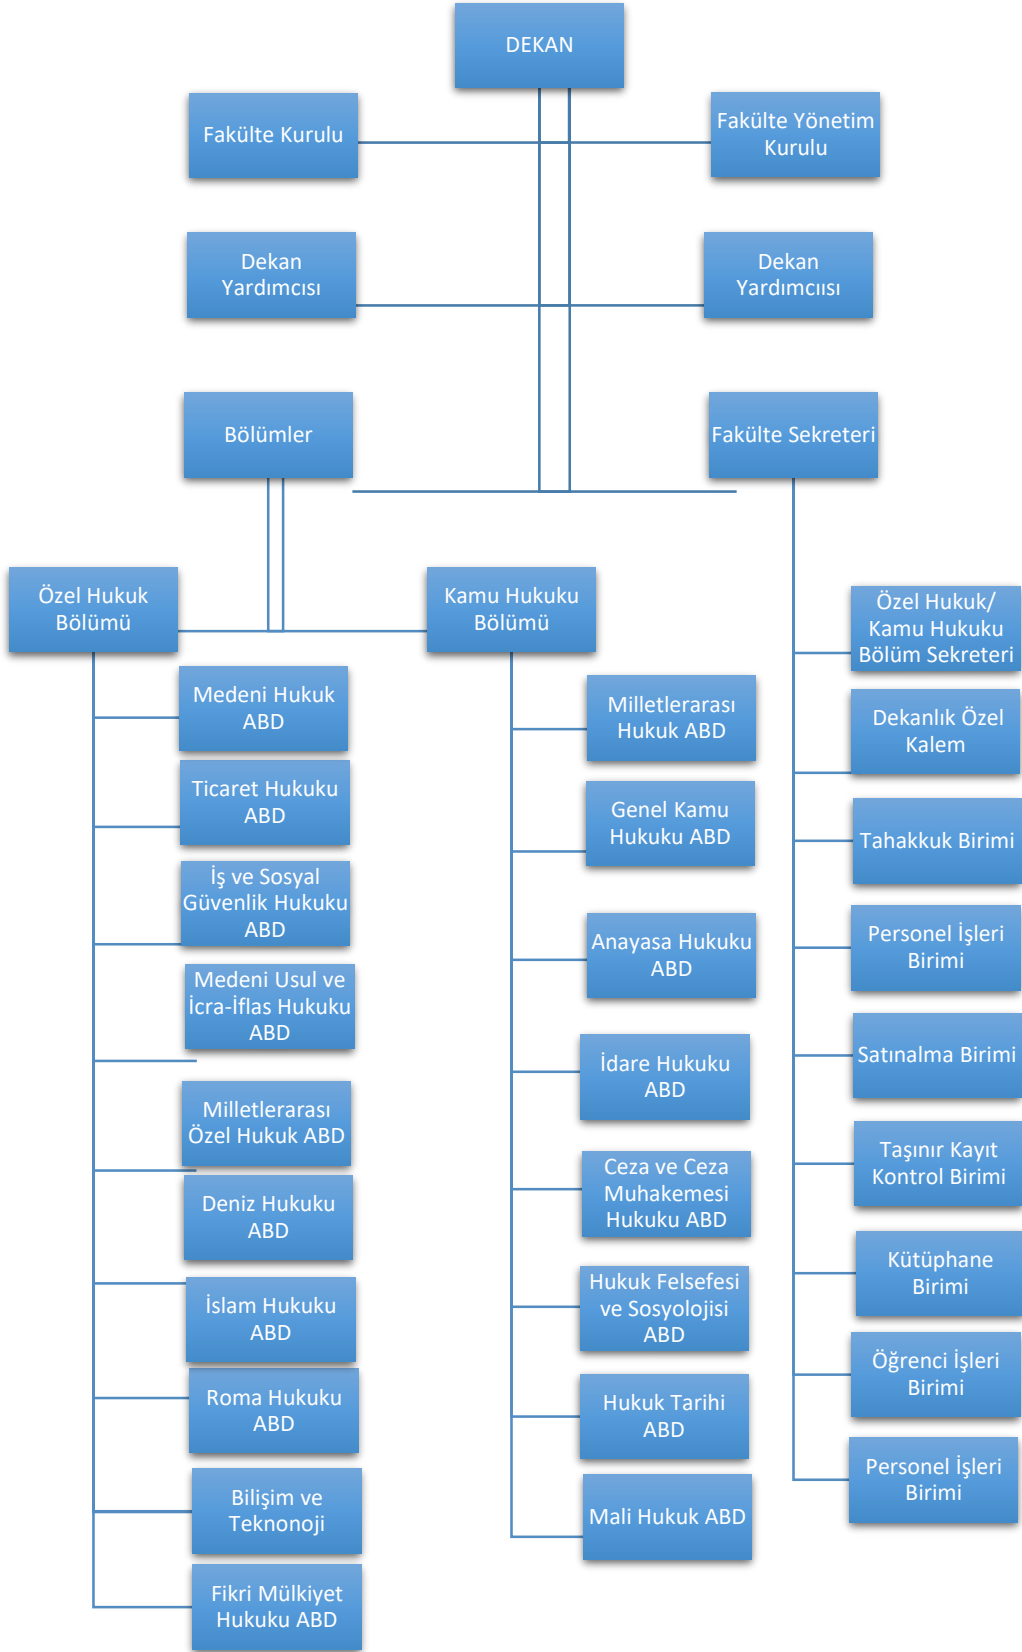 DEKAN
Fakülte Kurulu
Fakülte Yönetim
Kurulu
Dekan
Yardımcısı
Dekan
Yardımcıısı
Bölümler
Fakülte Sekreteri
Özel Hukuk
Bölümü
Kamu Hukuku
Bölümü
Medeni Hukuk
ABD
Ticaret Hukuku
ABD
İş ve Sosyal
Güvenlik Hukuku
ABD
Medeni Usul ve
İcra-İflas Hukuku
ABD
Milletlerarası
Özel Hukuk ABD
Deniz Hukuku
ABD
İslam Hukuku
ABD
Roma Hukuku
ABD
Bilişim ve
Teknonoji
Fikri Mülkiyet
Hukuku ABD
Milletlerarası
Hukuk ABD
Genel Kamu
Hukuku ABD
Anayasa Hukuku
ABD
İdare Hukuku
ABD
Ceza ve Ceza
Muhakemesi
Hukuku ABD
Hukuk Felsefesi
ve Sosyolojisi
ABD
Hukuk Tarihi
ABD
Mali Hukuk ABD
Özel Hukuk/
Kamu Hukuku
Bölüm Sekreteri
Dekanlık Özel
Kalem
Tahakkuk Birimi
Personel İşleri
Birimi
Satınalma Birimi
Taşınır Kayıt
Kontrol Birimi
Kütüphane
Birimi
Öğrenci İşleri
Birimi
Personel İşleri
Birimi